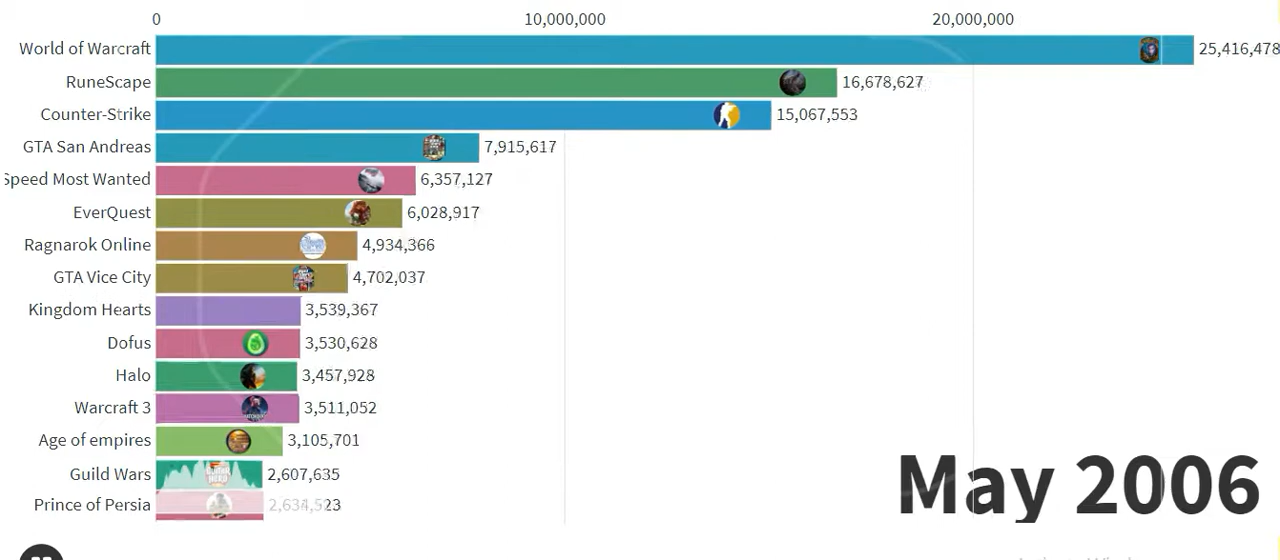 0 10,000,000 20,000,000
World of Warcraft 25,416,478
RuneScape 16,678,627
Counter-Strike 15,067,553
GTA San Andreas 7,915,617
Speed Most Wanted 6,357,127
EverQuest 6,028,917
Ragnarok Online 4,934,366
GTA Vice City 4,702,037
Kingdom Hearts 3,539,367
Dofus 3,530,628
Halo 3,457,928
Warcraft 3 3,511,052
Age of empires 3,105,701
Guild Wars 2,607,635
Prince of Persia
May 2006